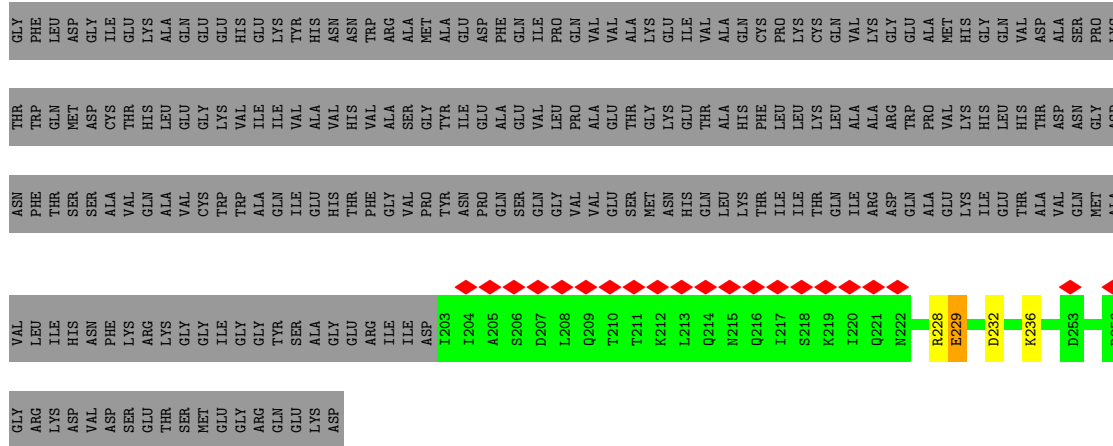 GLY PHE LEU ASP GLY ILE GLU LYS ALA GLN GLU GLU HIS GLU LYS TYR HIS ASN ASN TRP ARG ALA MET ALA GLU ASP PHE GLN ILE PRO GLN VAL VAL ALA LYS GLU ILE VAL ALA GLN CYS PRO LYS CYS GLN VAL LYS GLY GLU ALA MET HIS GLY GLN VAL ASP ALA SER PRO
THR TRP GLN MET ASP CYS THR HIS LEU GLU GLY LYS VAL ILE ILE VAL ALA VAL HIS VAL ALA SER GLY TYR ILE GLU ALA GLU VAL LEU PRO ALA GLU THR GLY LYS GLU THR ALA HIS PHE LEU LEU LYS LEU ALA ALA ARG TRP PRO VAL LYS HIS LEU HIS THR ASP ASN GLY
ASN PHE THR SER SER ALA VAL GLN ALA VAL CYS TRP TRP ALA GLN ILE GLU HIS THR PHE GLY VAL PRO TYR ASN PRO GLN SER GLN GLY VAL VAL GLU SER MET ASN HIS GLN LEU LYS THR ILE ILE THR GLN ILE ARG ASP GLN ALA GLU LYS ILE GLU THR ALA VAL GLN MET
VAL LEU ILE HIS ASN PHE LYS ARG LYS GLY GLY ILE GLY GLY TYR SER ALA GLY GLU ARG ILE ILE ASP I203 I204 A205 S206 D207 L208 Q209 T210 T211 K212 L213 Q214 N215 Q216 I217 S218 K219 I220 Q221 N222 R228 E229 D232 K236 D253
GLY ARG LYS ASP VAL ASP SER GLU THR SER MET GLU GLY ARG GLN GLU LYS ASP